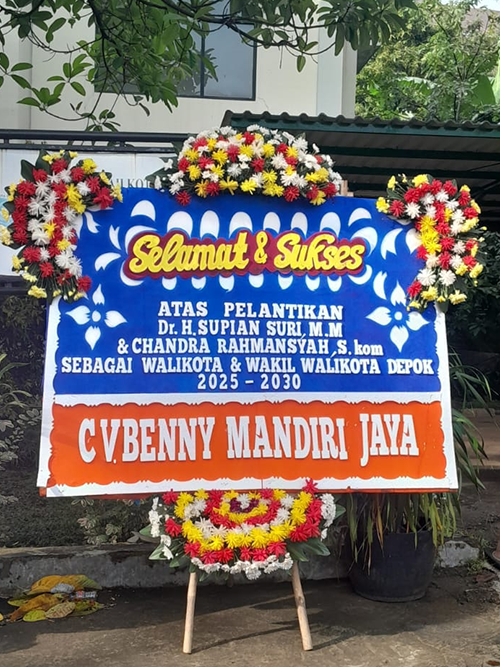 Selamat & Sukses
ATAS PELANTIKAN
Dr. H. SUPIAN SURI, M.M
& CHANDRA RAHMANSYAH, S.kom
SEBAGAI WALIKOTA & WAKIL WALIKOTA DEPOK
2025 - 2030
CV. BENNY MANDIRI JAYA